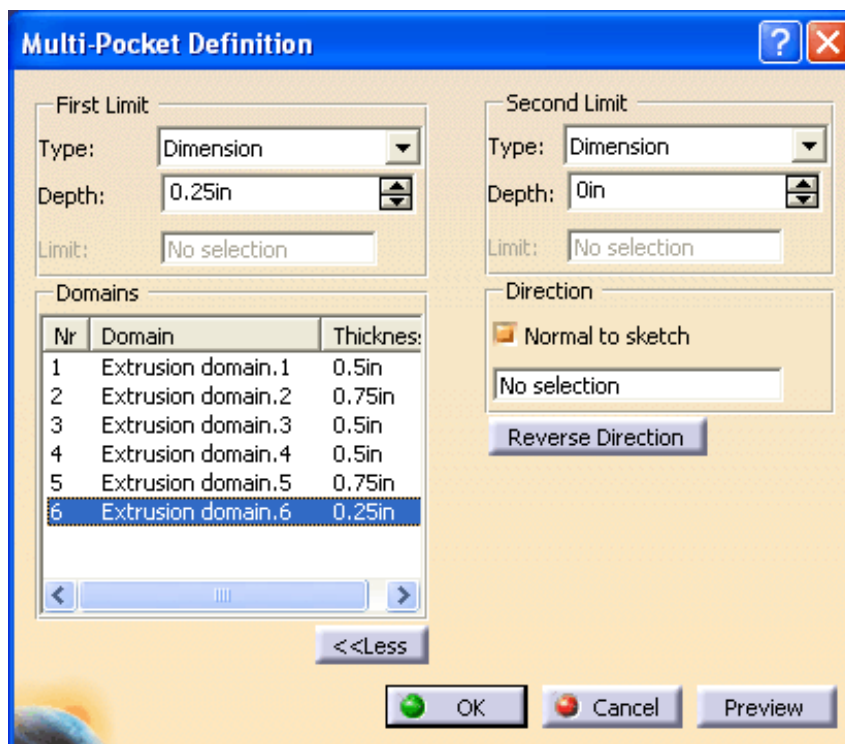 Multi-Pocket Definition
First Limit
Type: Dimension
Depth: 0.25in
Limit: No selection
Second Limit
Type: Dimension
Depth: 0in
Limit: No selection
Domains
Nr Domain Thicknes:
1 Extrusion domain.1 0.5in
2 Extrusion domain.2 0.75in
3 Extrusion domain.3 0.5in
4 Extrusion domain.4 0.5in
5 Extrusion domain.5 0.75in
6 Extrusion domain.6 0.25in
<<Less
Direction
Normal to sketch
No selection
Reverse Direction
OK Cancel Preview